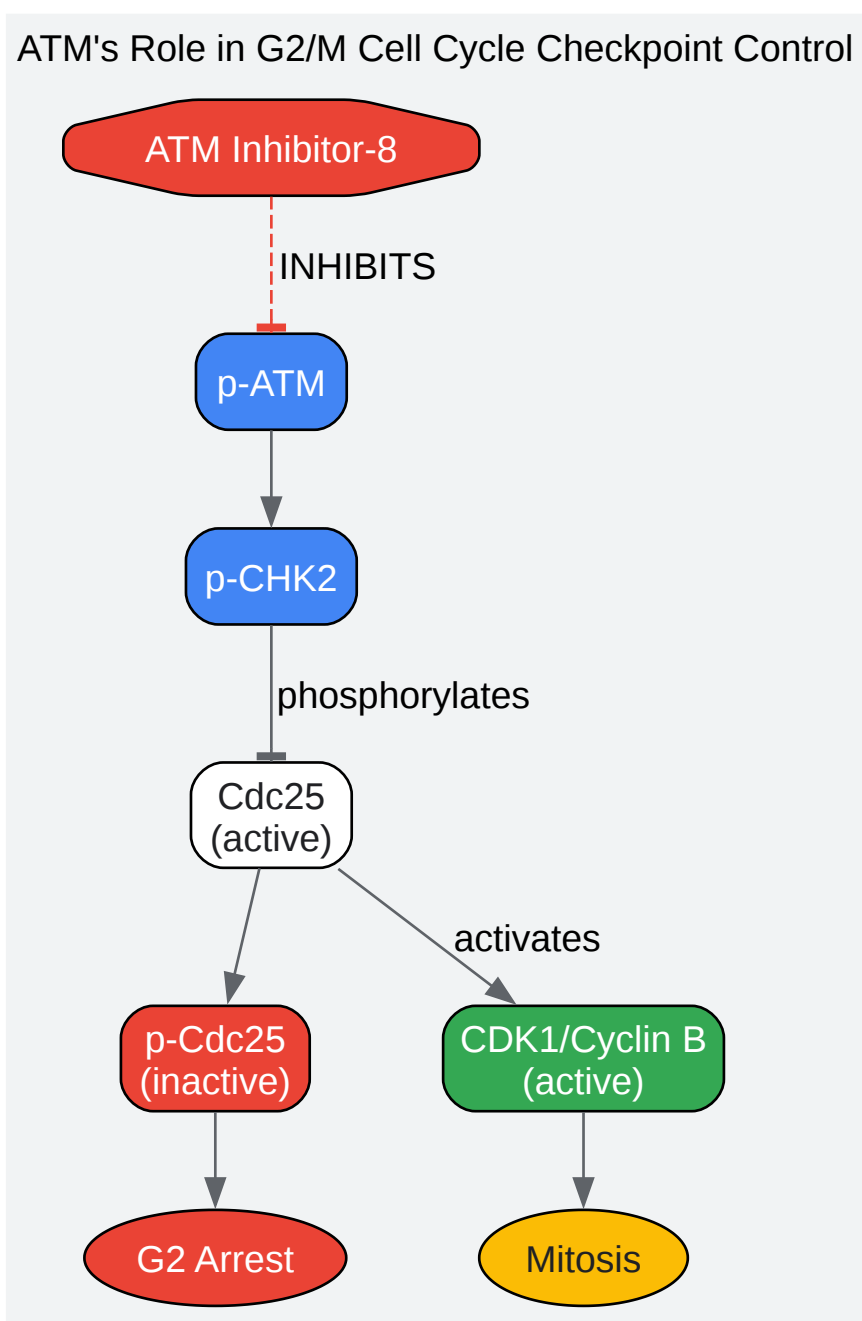 ATM's Role in G2/M Cell Cycle Checkpoint Control
ATM Inhibitor-8
INHIBITS
p-ATM
p-CHK2
phosphorylates
Cdc25
(active)
activates
p-Cdc25
(inactive)
CDK1/Cyclin B
(active)
G2 Arrest
Mitosis